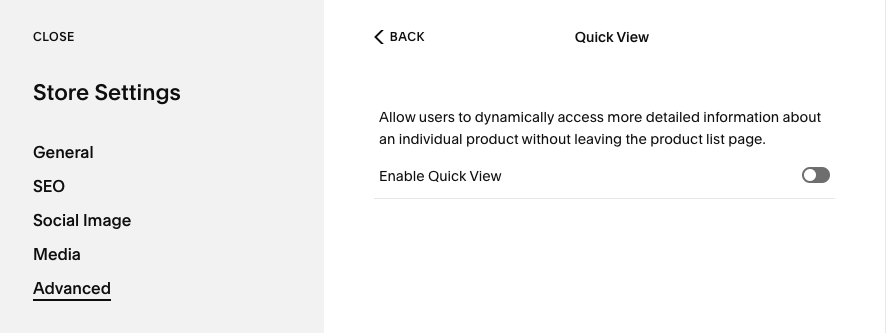 CLOSE
Store Settings
General
SEO
Social Image
Media
Advanced
BACK
Quick View
Allow users to dynamically access more detailed information about
an individual product without leaving the product list page.
Enable Quick View